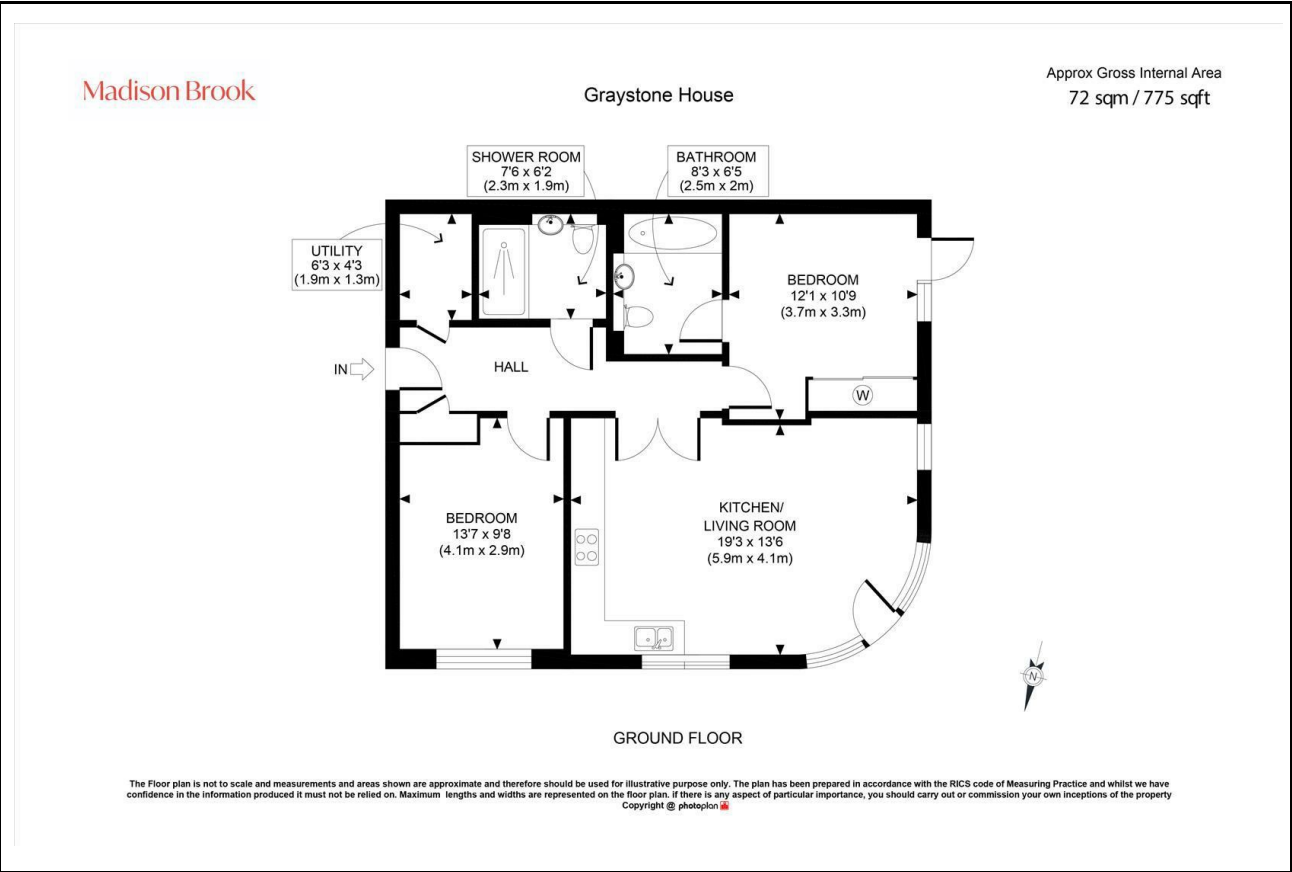 Madison Brook
Graystone House
Approx Gross Internal Area
72 sqm / 775 sqft
SHOWER ROOM
7'6 x 6'2
(2.3m x 1.9m)
BATHROOM
8'3 x 6'5
(2.5m x 2m)
UTILITY
6'3 x 4'3
(1.9m x 1.3m)
BEDROOM
12'1 x 10'9
(3.7m x 3.3m)
IN
HALL
W
BEDROOM
13'7 x 9'8
(4.1m x 2.9m)
KITCHEN/
LIVING ROOM
19'3 x 13'6
(5.9m x 4.1m)
N
GROUND FLOOR
The Floor plan is not to scale and measurements and areas shown are approximate and therefore should be used for illustrative purpose only. The plan has been prepared in accordance with the RICS code of Measuring Practice and whilst we have
confidence in the information produced it must not be relied on. Maximum lengths and widths are represented on the floor plan. if there is any aspect of particular importance, you should carry out or commission your own inceptions of the property
Copyright @ photoplan